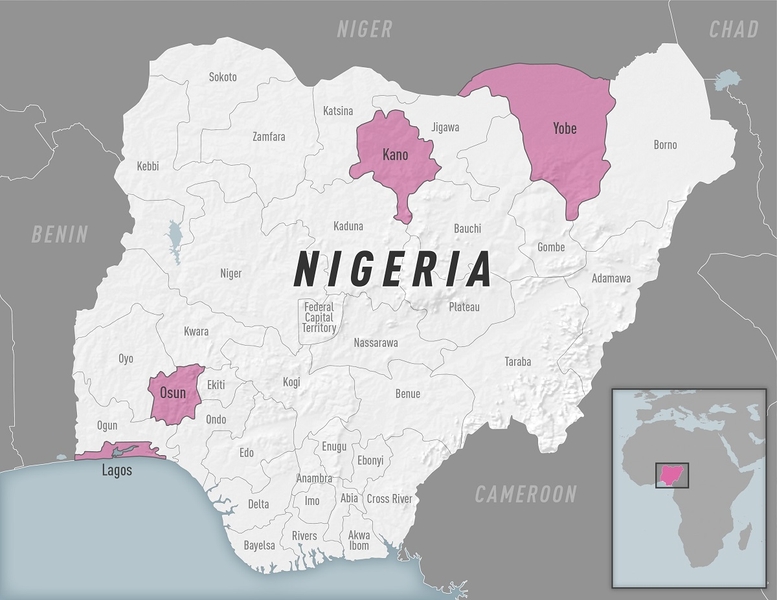 NIGER
CHAD
Sokoto
Katsina
Jigawa
Yobe
Zamfara
Kano
Borno
Kebbi
BENIN
Kaduna
Bauchi
Gombe
Niger
NIGERIA
Adamawa
Federal
Capital
Territory
Plateau
Kwara
Nassarawa
Oyo
Taraba
Osun
Ekiti
Kogi
Benue
Ogun
Ondo
Edo
Enugu
Ebonyi
Lagos
Anambra
CAMEROON
Delta
Imo
Abia
Cross River
Bayelsa
Rivers
Akwa
Ibom